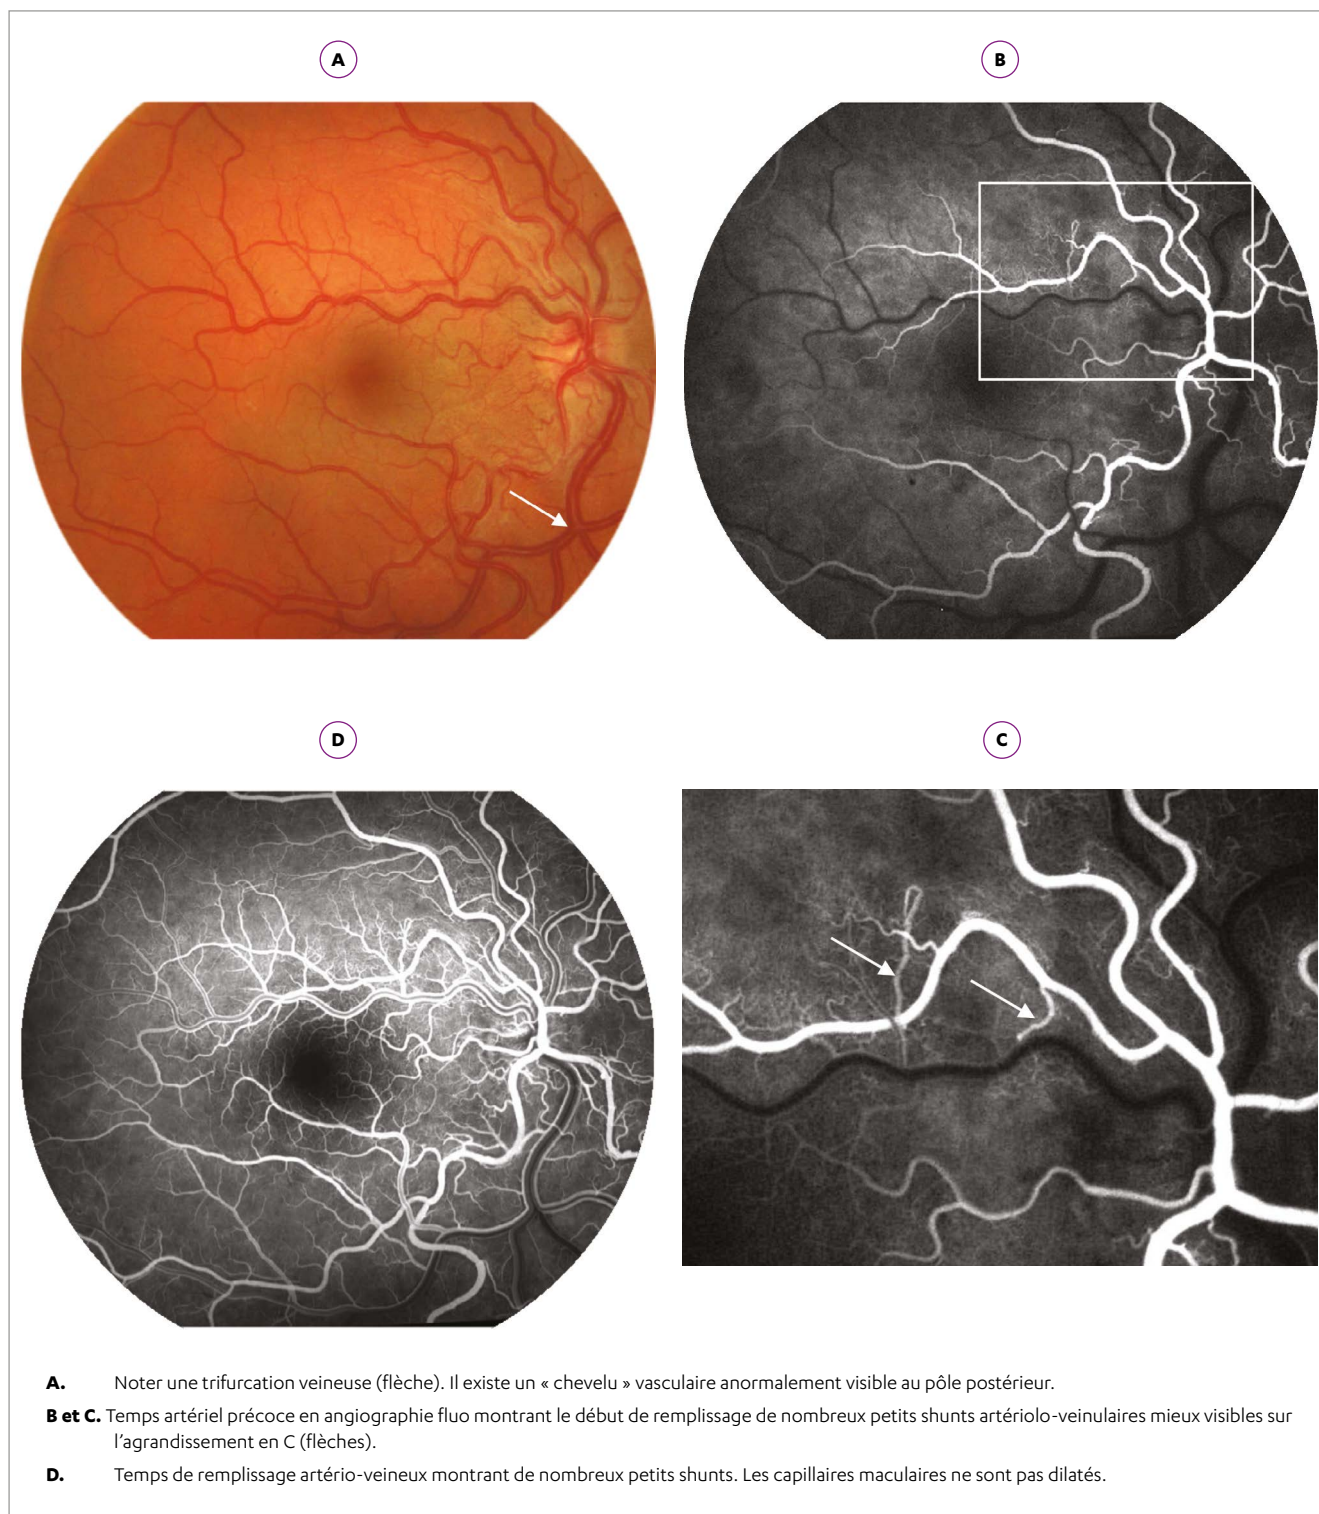 A
B
D
C
A. Noter une trifurcation veineuse (flèche). Il existe un « chevelu » vasculaire anormalement visible au pôle postérieur.
B et C. Temps artériel précoce en angiographie fluo montrant le début de remplissage de nombreux petits shunts artériolo-veinulaires mieux visibles sur
l'agrandissement en C (flèches).
D. Temps de remplissage artério-veineux montrant de nombreux petits shunts. Les capillaires maculaires ne sont pas dilatés.